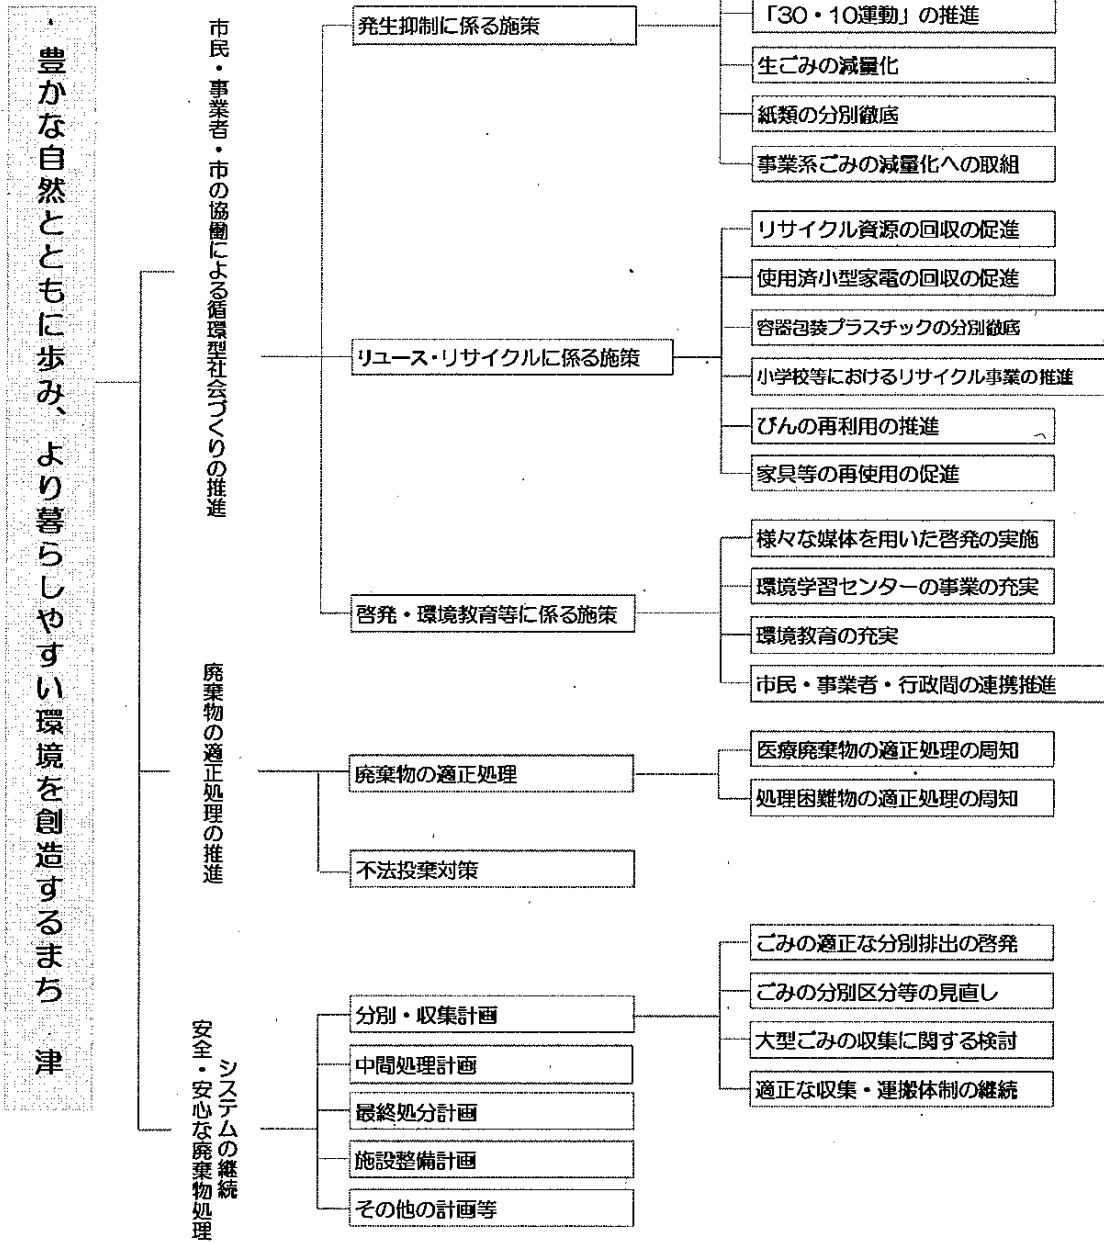 豊かな自然とともに歩み、より暮らしやすい環境を創造するまち 津
市民・事業者・市の協働による循環型社会づくりの推進
発生抑制に係る施策
「30・10運動」の推進
生ごみの減量化
紙類の分別徹底
事業系ごみの減量化への取組
リユース・リサイクルに係る施策
リサイクル資源の回収の促進
使用済小型家電の回収の促進
容器包装プラスチックの分別徹底
小学校等におけるリサイクル事業の推進
びんの再利用の推進
家具等の再使用の促進
啓発・環境教育等に係る施策
様々な媒体を用いた啓発の実施
環境学習センターの事業の充実
環境教育の充実
市民・事業者・行政間の連携推進
廃棄物の適正処理の推進
廃棄物の適正処理
医療廃棄物の適正処理の周知
処理困難物の適正処理の周知
不法投棄対策
安全・安心な廃棄物処理
システムの継続
分別・収集計画
ごみの適正な分別排出の啓発
ごみの分別区分等の見直し
大型ごみの収集に関する検討
適正な収集・運搬体制の継続
中間処理計画
最終処分計画
施設整備計画
その他の計画等